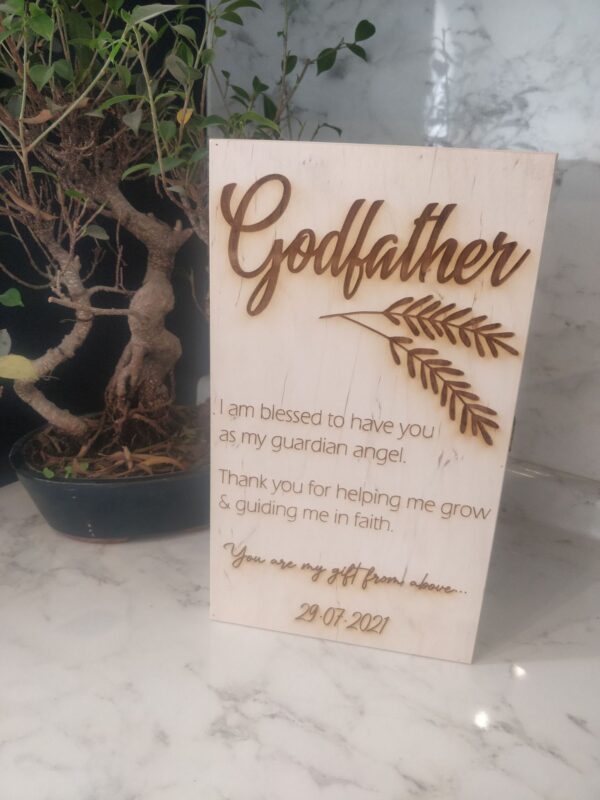 Godfather
I am blessed to have you
as my guardian angel.
Thank you for helping me grow
& guiding me in faith.
You are my gift from above...
29·07·2021